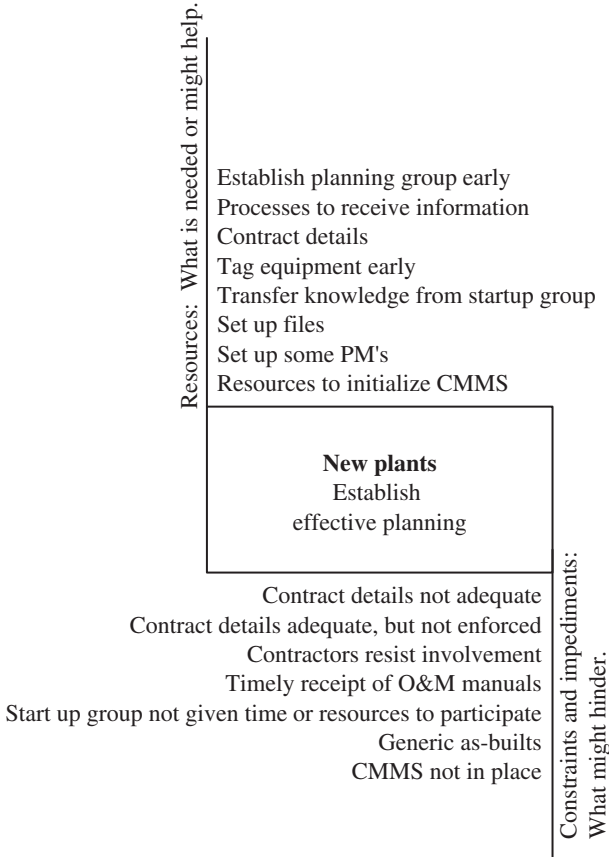 Resources:  What is needed or might help.
Establish planning group early
Processes to receive information
Contract details
Tag equipment early
Transfer knowledge from startup group
Set up files
Set up some PM's
Resources to initialize CMMS
New plants
Establish
effective planning
Contract details not adequate
Contract details adequate, but not enforced
Contractors resist involvement
Timely receipt of O&M manuals
Start up group not given time or resources to participate
Generic as-builts
CMMS not in place
Constraints and impediments:
What might hinder.